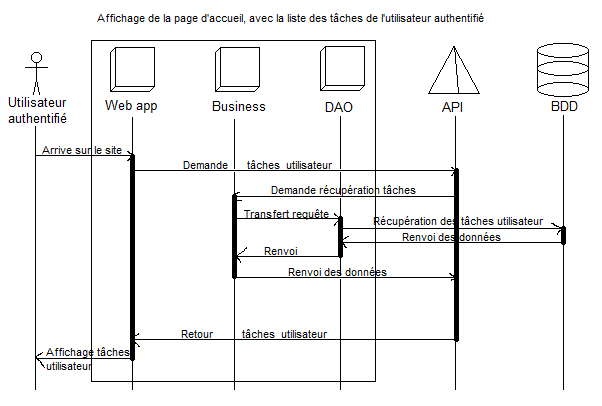 Affichage de la page d'accueil, avec la liste des tâches de l'utilisateur authentifié
Utilisateur
authentifié
Web app
Business
DAO
API
BDD
Arrive sur le site
Demande tâches utilisateur
Demande récupération tâches
Transfert requête
Récupération des tâches utilisateur
Renvoi des données
Renvoi
Renvoi des données
Retour tâches utilisateur
Affichage tâches
utilisateur